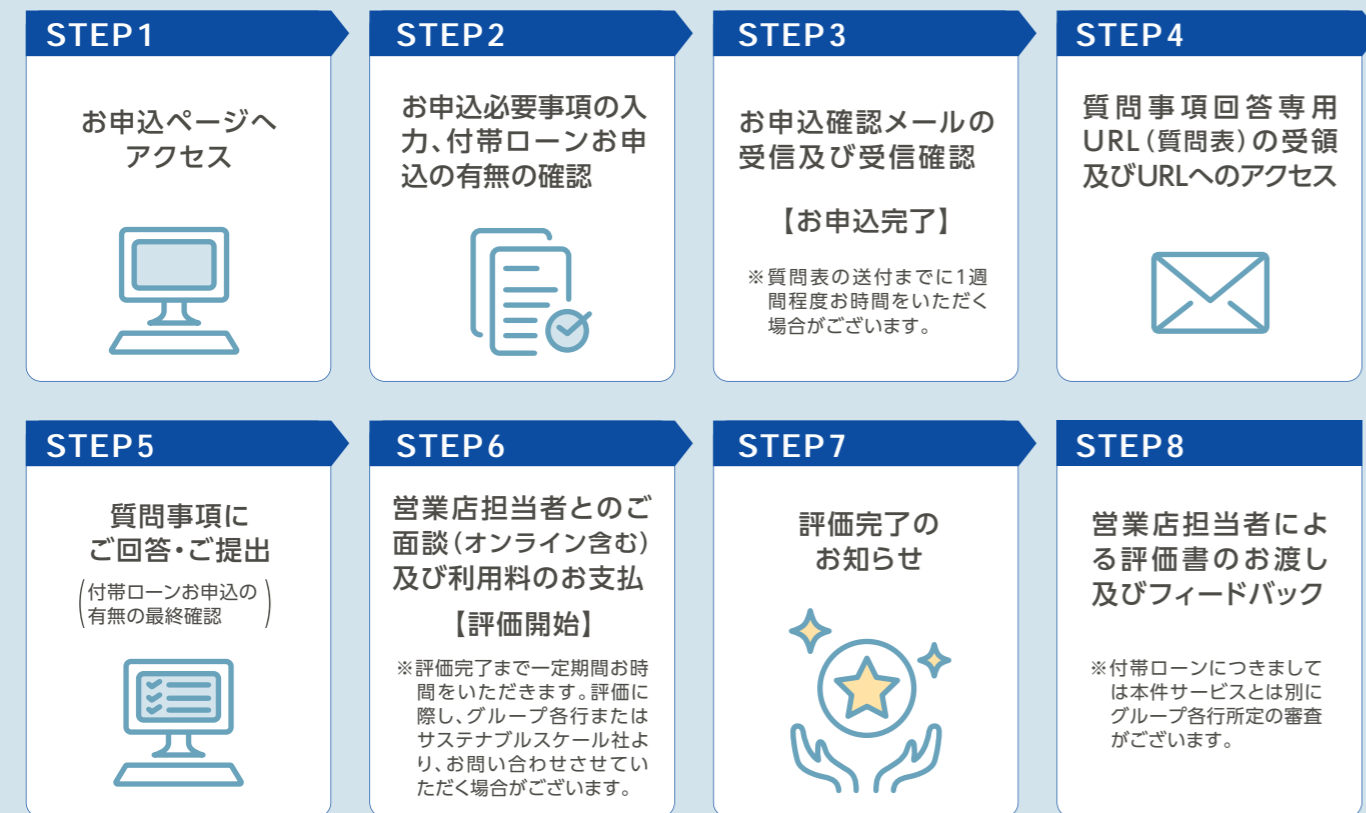 STEP1
お申込ページへ
アクセス
STEP2
お申込必要事項の入
力、付帯ローンお申
込の有無の確認
STEP3
お申込確認メールの
受信及び受信確認
【お申込完了】
※質問表の送付までに1週
間程度お時間をいただく
場合がございます。
STEP4
質問事項回答専用
URL(質問表)の受領
及びURLへのアクセス
STEP5
質問事項に
ご回答・ご提出
(付帯ローンお申込の
有無の最終確認)
STEP6
営業店担当者とのご
面談(オンライン含む)
及び利用料のお支払
【評価開始】
※評価完了まで一定期間お時
間をいただきます。評価に
際し、グループ各行または
サステナブルスケール社よ
り、お問い合わせさせてい
ただく場合がございます。
STEP7
評価完了の
お知らせ
STEP8
営業店担当者によ
る評価書のお渡し
及びフィードバック
※付帯ローンにつきまして
は本件サービスとは別に
グループ各行所定の審査
がございます。